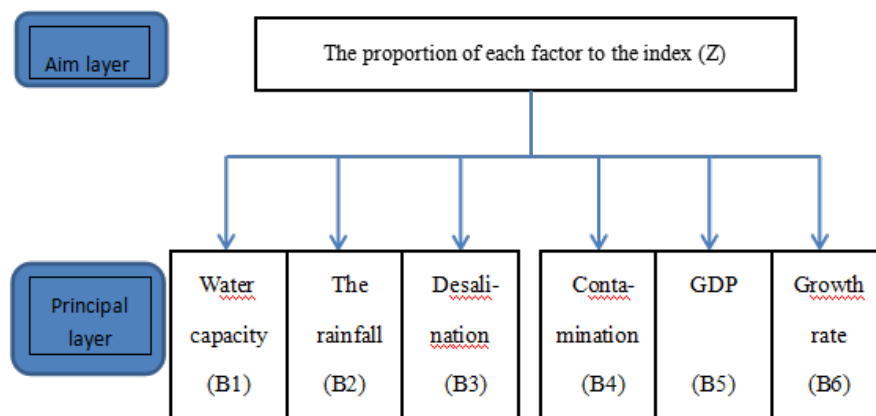 Aim layer
The proportion of each factor to the index (Z)
Principal
layer
Water
capacity
(B1)
The
rainfall
(B2)
Desali-
nation
(B3)
Conta-
mination
(B4)
GDP
(B5)
Growth
rate
(B6)